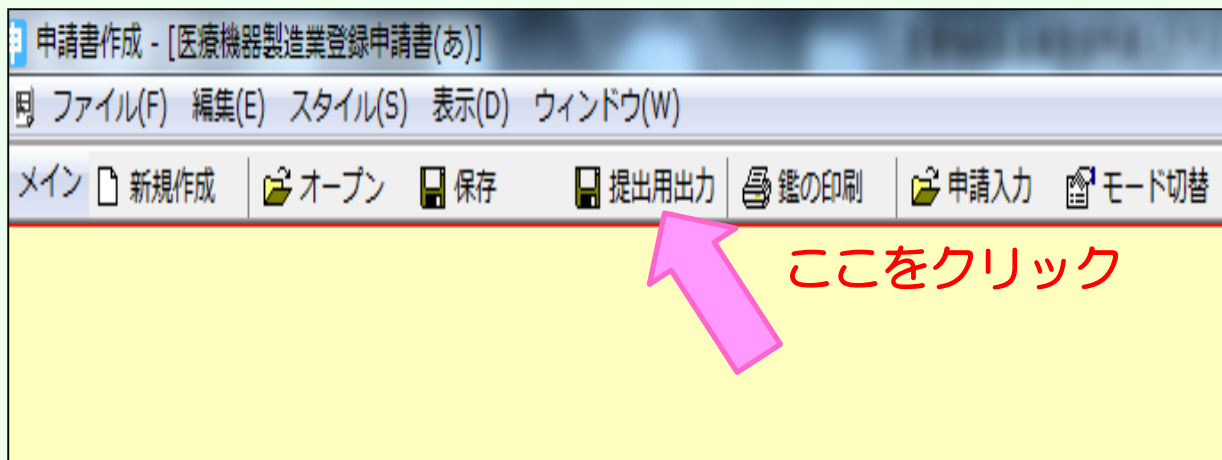 申請書作成 - [医療機器製造業登録申請書(あ)]
ファイル(F) 編集(E) スタイル(S) 表示(D) ウィンドウ(W)
メイン 新規作成 オープン 保存 提出用出力 鑑の印刷 申請入力 モード切替
ここをクリック